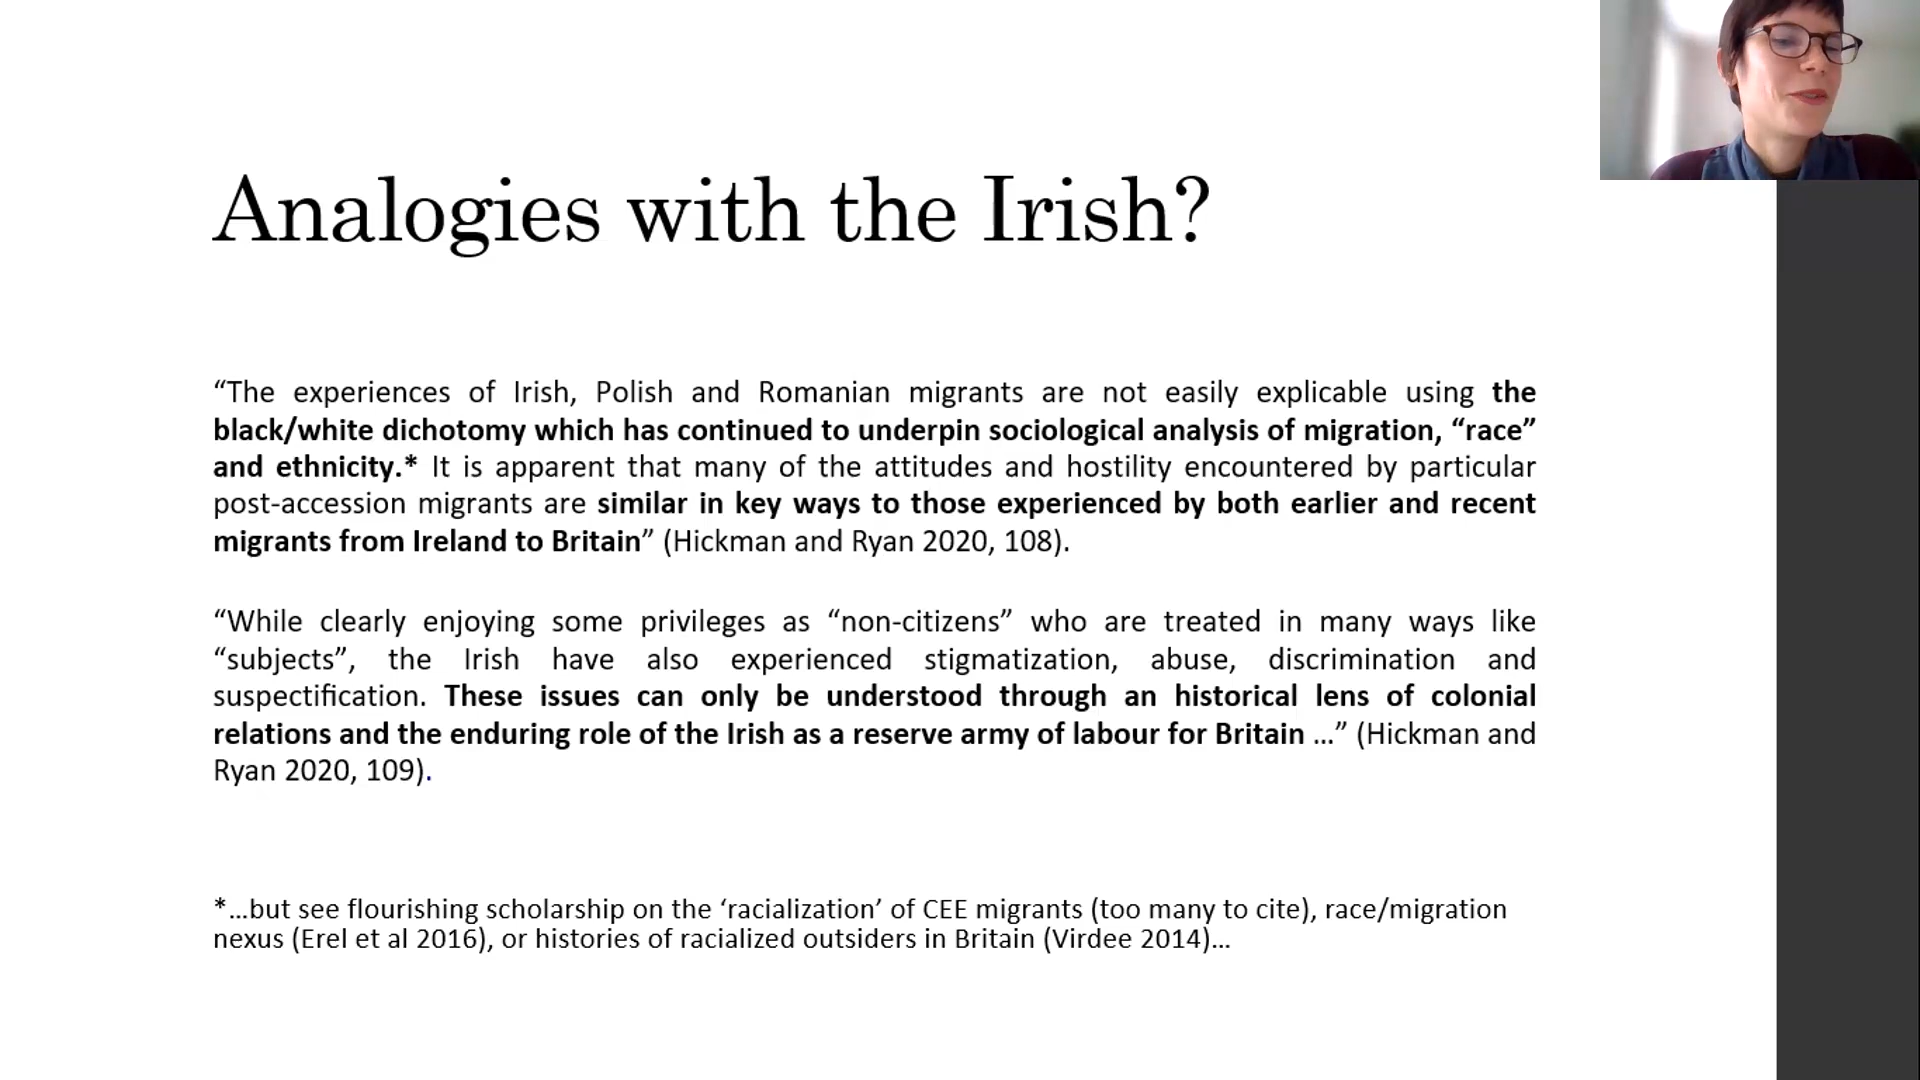 Analogies with the Irish?
“The experiences of Irish, Polish and Romanian migrants are not easily explicable using the
black/white dichotomy which has continued to underpin sociological analysis of migration, “race”
and ethnicity.* It is apparent that many of the attitudes and hostility encountered by particular
post-accession migrants are similar in key ways to those experienced by both earlier and recent
migrants from Ireland to Britain” (Hickman and Ryan 2020, 108).
“While clearly enjoying some privileges as “non-citizens” who are treated in many ways like
“subjects”, the Irish have also experienced stigmatization, abuse, discrimination and
suspectification. These issues can only be understood through an historical lens of colonial
relations and the enduring role of the Irish as a reserve army of labour for Britain ...” (Hickman and
Ryan 2020, 109).
*...but see flourishing scholarship on the ‘racialization’ of CEE migrants (too many to cite), race/migration
nexus (Erel et al 2016), or histories of racialized outsiders in Britain (Virdee 2014)...